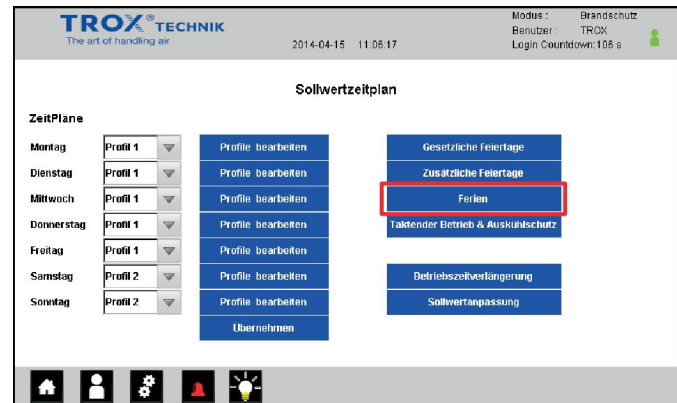 TROX® TECHNIK
The art of handling air
2014-04-15 11:06:17
Modus: Brandschutz
Benutzer: TROX
Login Countdown:106 s
Sollwertzeitplan
ZeitPläne
Montag Profil 1 Profile bearbeiten Gesetzliche Feiertage
Dienstag Profil 1 Profile bearbeiten Zusätzliche Feiertage
Mittwoch Profil 1 Profile bearbeiten Ferien
Donnerstag Profil 1 Profile bearbeiten Taktender Betrieb & Auskühlschutz
Freitag Profil 1 Profile bearbeiten
Samstag Profil 2 Profile bearbeiten Betriebszeitverlängerung
Sonntag Profil 2 Profile bearbeiten Sollwertanpassung
Übernehmen